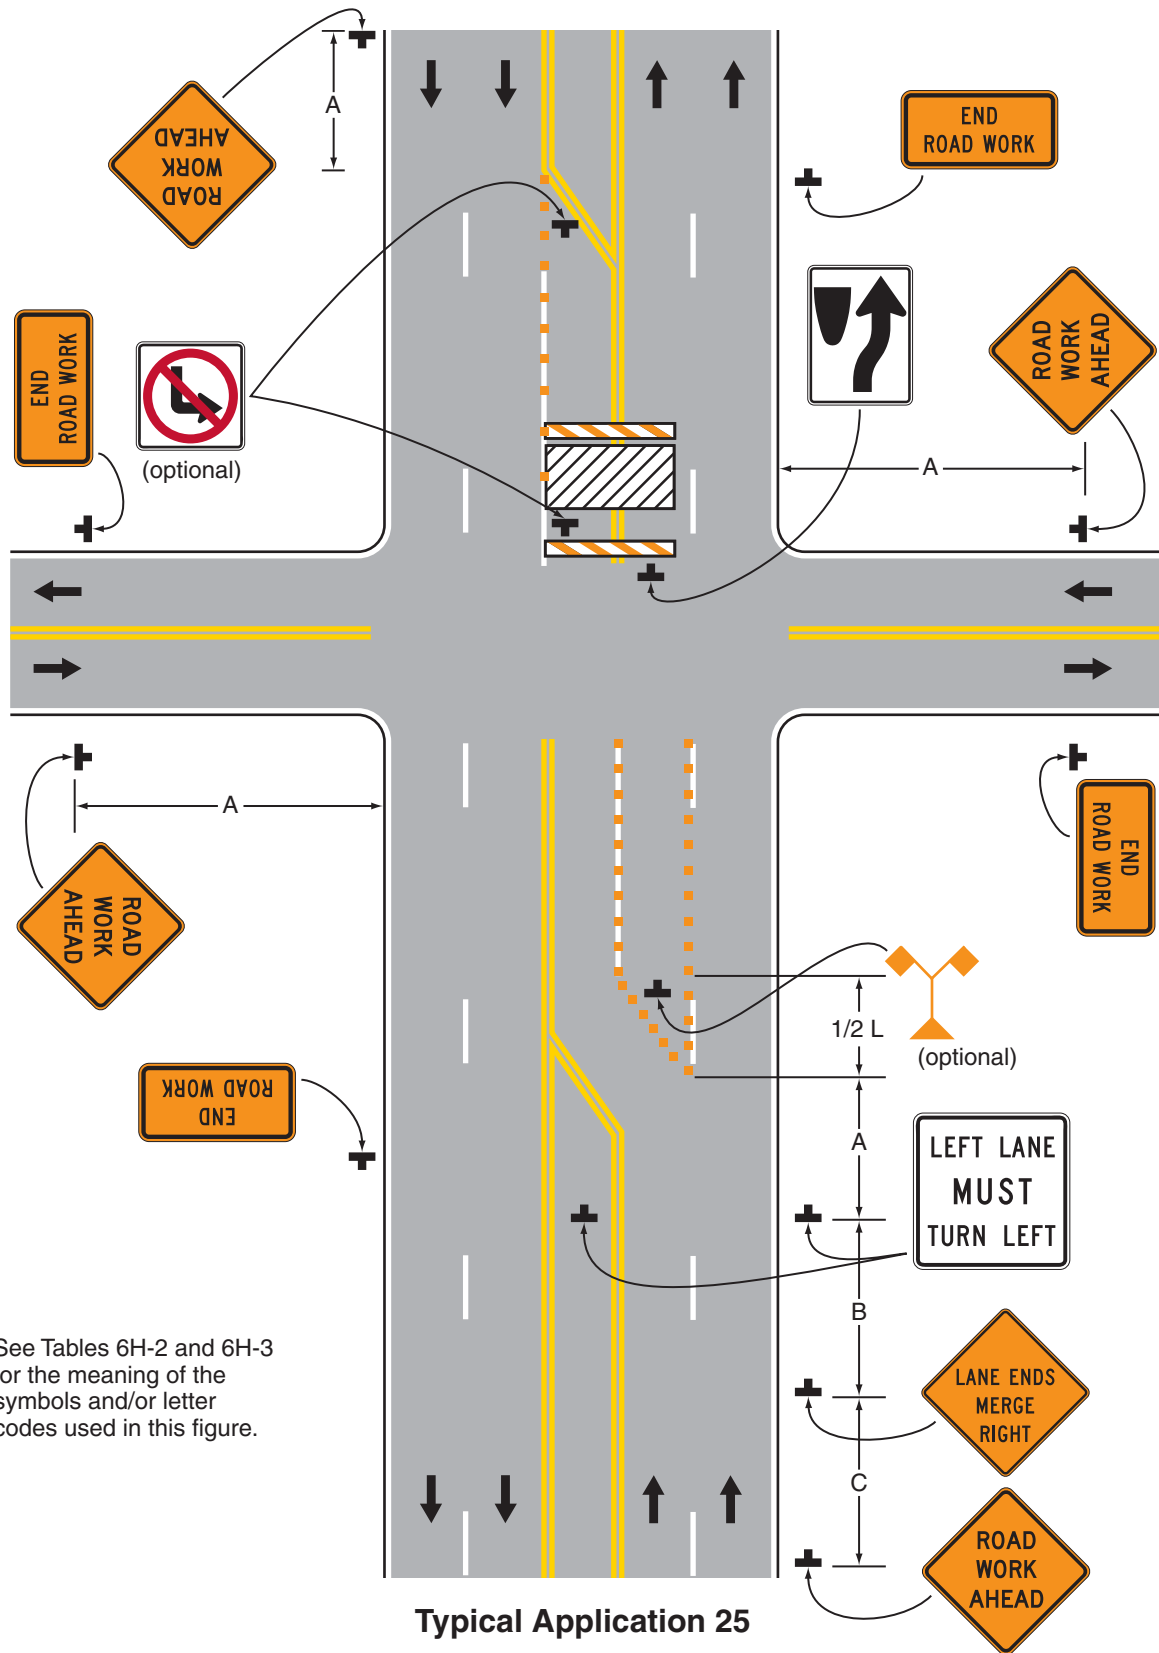 A
ROAD
WORK
AHEAD
END
ROAD WORK
END
ROAD WORK
(optional)
ROAD
WORK
AHEAD
A
A
ROAD
WORK
AHEAD
END
ROAD WORK
1/2 L
(optional)
END
ROAD WORK
A
LEFT LANE
MUST
TURN LEFT
B
LANE ENDS
MERGE
RIGHT
C
See Tables 6H-2 and 6H-3
for the meaning of the
symbols and/or letter
codes used in this figure.
ROAD
WORK
AHEAD
Typical Application 25